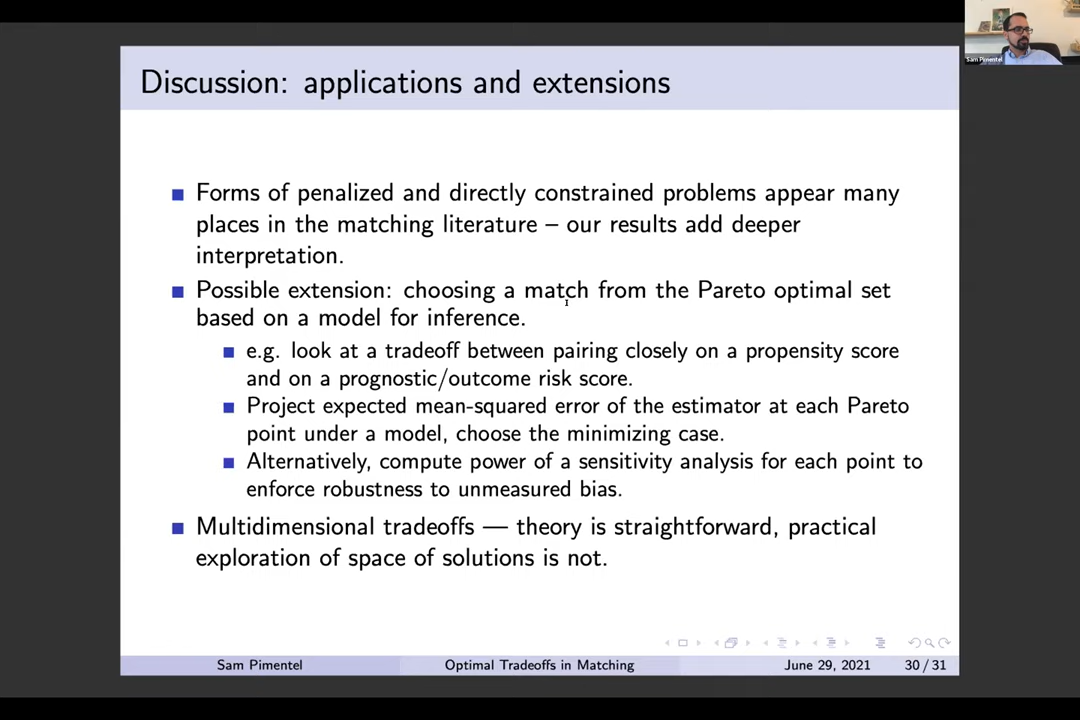 Sam Pimentel
Discussion: applications and extensions
Forms of penalized and directly constrained problems appear many
places in the matching literature – our results add deeper
interpretation.
Possible extension: choosing a match from the Pareto optimal set
based on a model for inference.
e.g. look at a tradeoff between pairing closely on a propensity score
and on a prognostic/outcome risk score.
Project expected mean-squared error of the estimator at each Pareto
point under a model, choose the minimizing case.
Alternatively, compute power of a sensitivity analysis for each point to
enforce robustness to unmeasured bias.
Multidimensional tradeoffs — theory is straightforward, practical
exploration of space of solutions is not.
Sam Pimentel Optimal Tradeoffs in Matching June 29, 2021 30 / 31